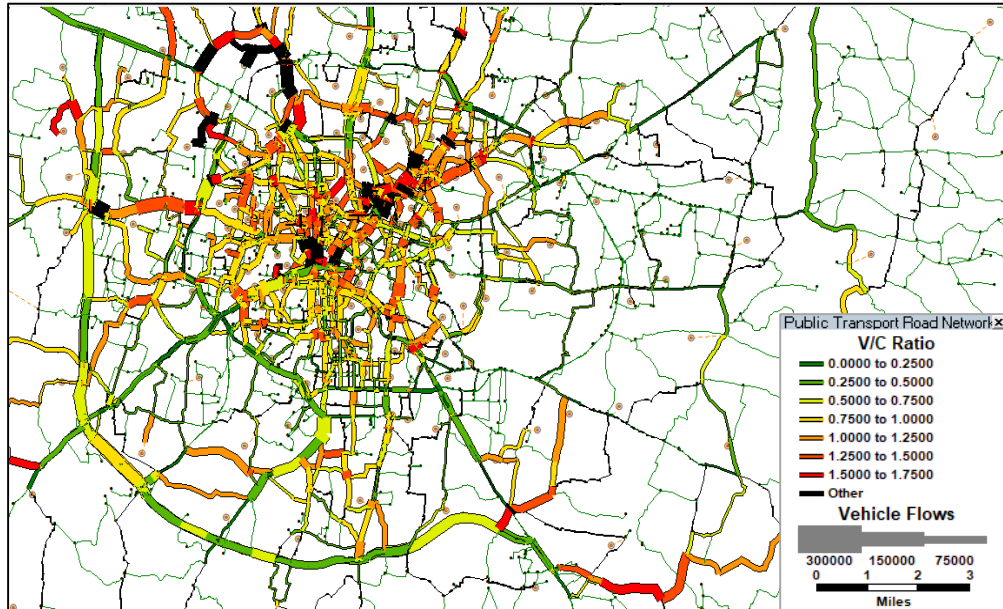 Public Transport Road Network
V/C Ratio
0.0000 to 0.2500
0.2500 to 0.5000
0.5000 to 0.7500
0.7500 to 1.0000
1.0000 to 1.2500
1.2500 to 1.5000
1.5000 to 1.7500
Other
Vehicle Flows
300000 150000 75000
0 1 2 3
Miles